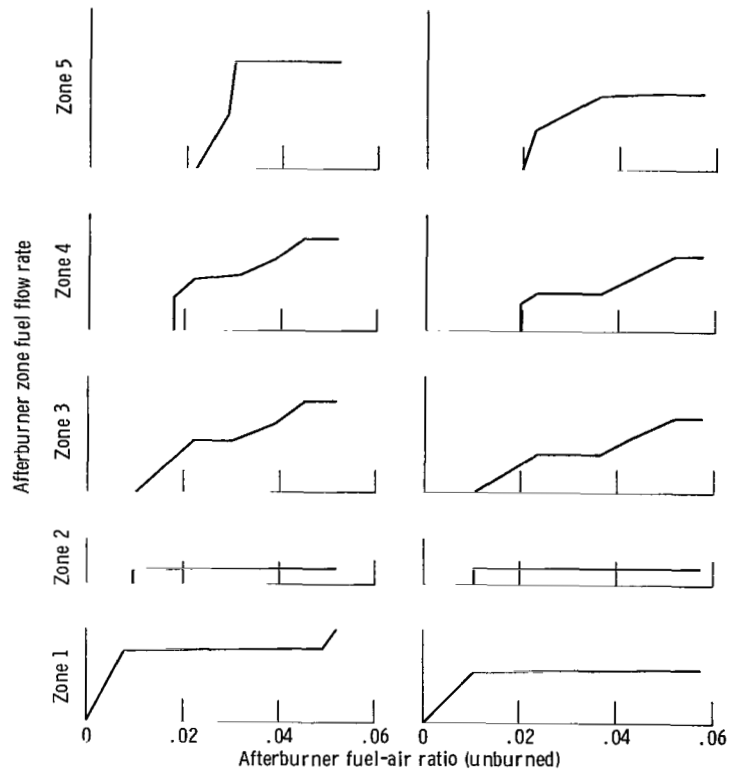 Zone 5
Zone 4
Afterburner zone fuel flow rate
Zone 3
Zone 2
Zone 1
0 .02 .04 .06 0 .02 .04 .06
Afterburner fuel-air ratio (unburned)